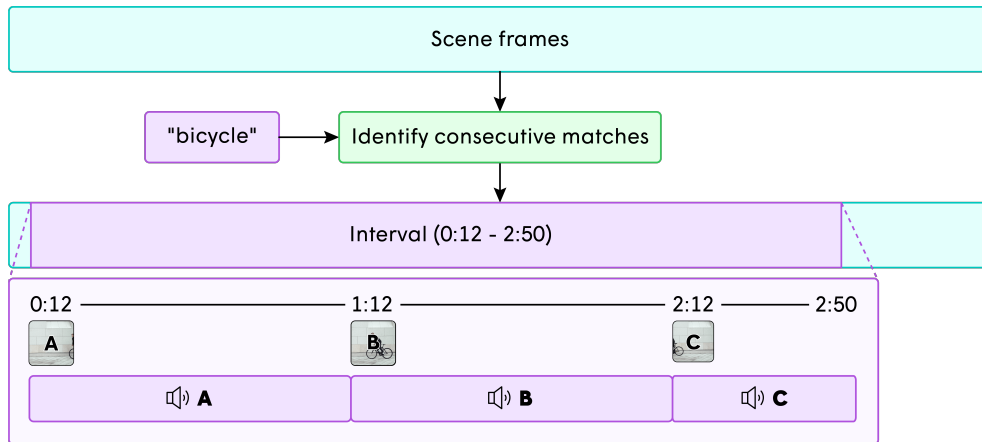 Scene frames
"bicycle"
Identify consecutive matches
Interval (0:12 - 2:50)
0:12 1:12 2:12 2:50
A B C
A B C